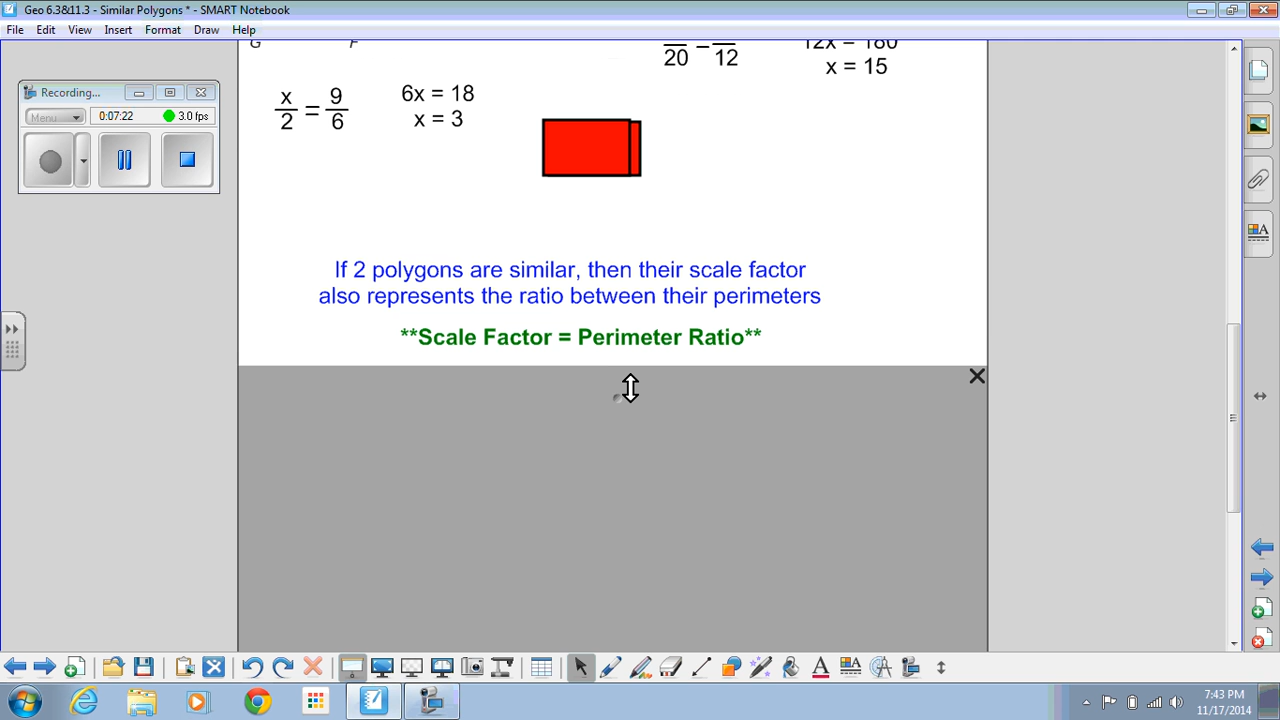 Geo 6.3&11.3 - Similar Polygons * - SMART Notebook
File Edit View Insert Format Draw Help
Recording...
Menu 0:07:22 3.0 fps
G F
20 = 12
12x = 180
x = 15
x/2 = 9/6
6x = 18
x = 3
If 2 polygons are similar, then their scale factor
also represents the ratio between their perimeters
**Scale Factor = Perimeter Ratio**
7:43 PM
11/17/2014